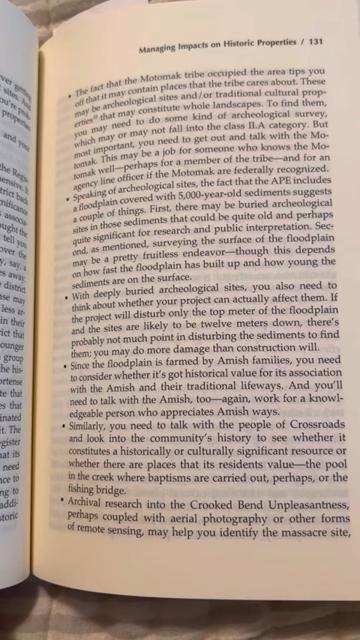 Managing Impacts on Historic Properties / 131
• The fact that the Motomak tribe occupied the area tips you
off that it may contain places that the tribe cares about. These
may be archeological sites and/or traditional cultural prop-
erties" that may constitute whole landscapes. To find them,
you may need to do some kind of archeological survey,
which may or may not fall into the class II.A category. But
most important, you need to get out and talk with the Mo-
tomak. This may be a job for someone who knows the Mo-
tomak well—perhaps for a member of the tribe—and for an
agency line officer if the Motomak are federally recognized.
• Speaking of archeological sites, the fact that the APE includes
a floodplain covered with 5,000-year-old sediments suggests
a couple of things. First, there may be buried archeological
sites in those sediments that could be quite old and perhaps
quite significant for research and public interpretation. Sec-
ond, as mentioned, surveying the surface of the floodplain
may be a pretty fruitless endeavor—though this depends
on how fast the floodplain has built up and how young the
sediments are on the surface.
• With deeply buried archeological sites, you also need to
think about whether your project can actually affect them. If
the project will disturb only the top meter of the floodplain
and the sites are likely to be twelve meters down, there's
probably not much point in disturbing the sediments to find
them; you may do more damage than construction will.
• Since the floodplain is farmed by Amish families, you need
to consider whether it's got historical value for its association
with the Amish and their traditional lifeways. And you'll
need to talk with the Amish, too—again, work for a knowl-
edgeable person who appreciates Amish ways.
• Similarly, you need to talk with the people of Crossroads
and look into the community's history to see whether it
constitutes a historically or culturally significant resource or
whether there are places that its residents value—the pool
in the creek where baptisms are carried out, perhaps, or the
fishing bridge.
• Archival research into the Crooked Bend Unpleasantness,
perhaps coupled with aerial photography or other forms
of remote sensing, may help you identify the massacre site,